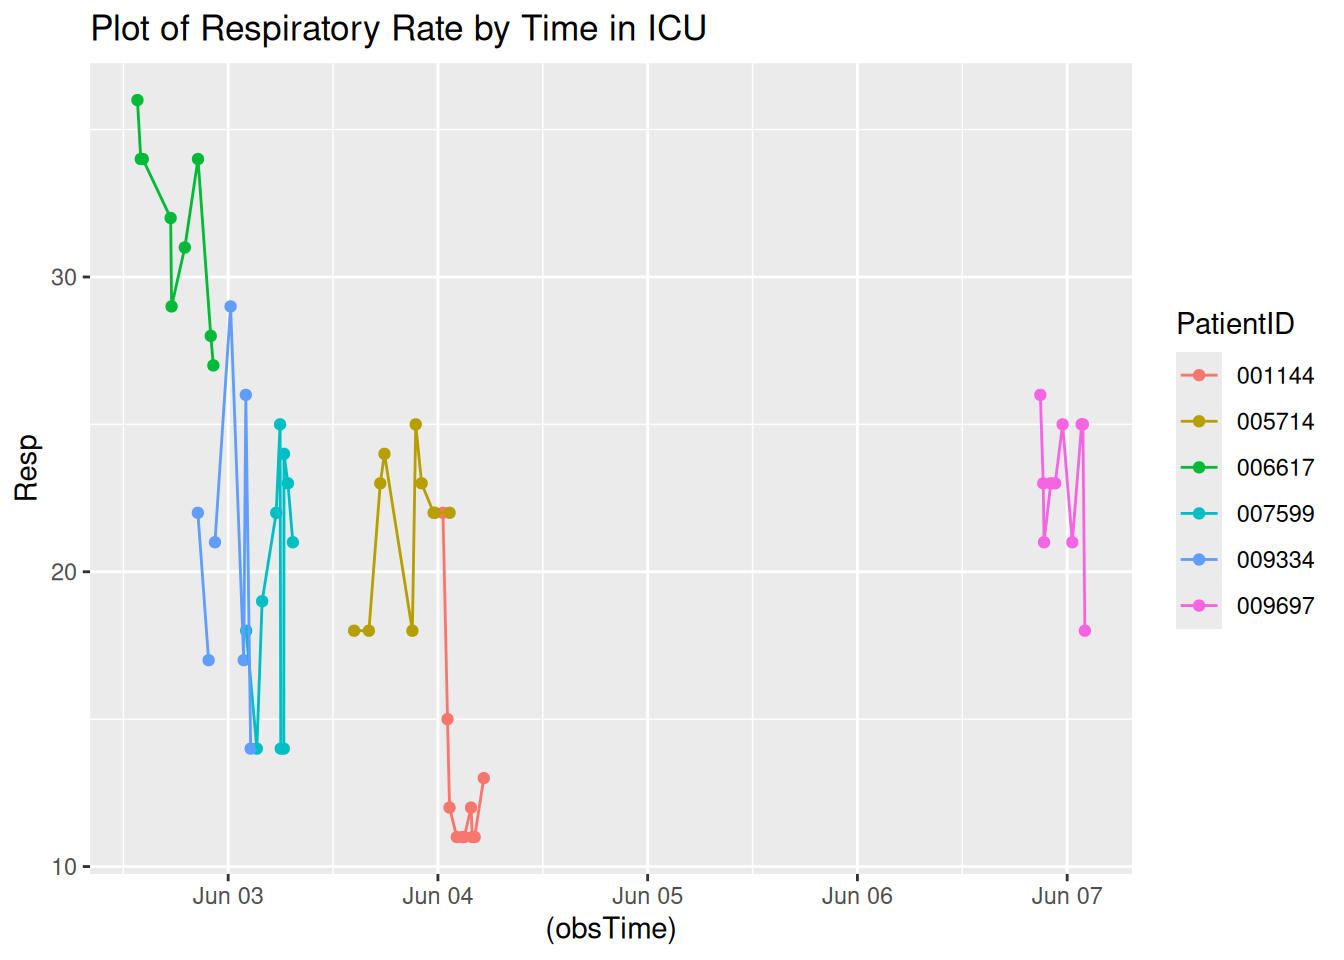 Plot of Respiratory Rate by Time in ICU
Resp
30
20
10
Jun 03 Jun 04 Jun 05 Jun 06 Jun 07
(obsTime)
PatientID
001144
005714
006617
007599
009334
009697